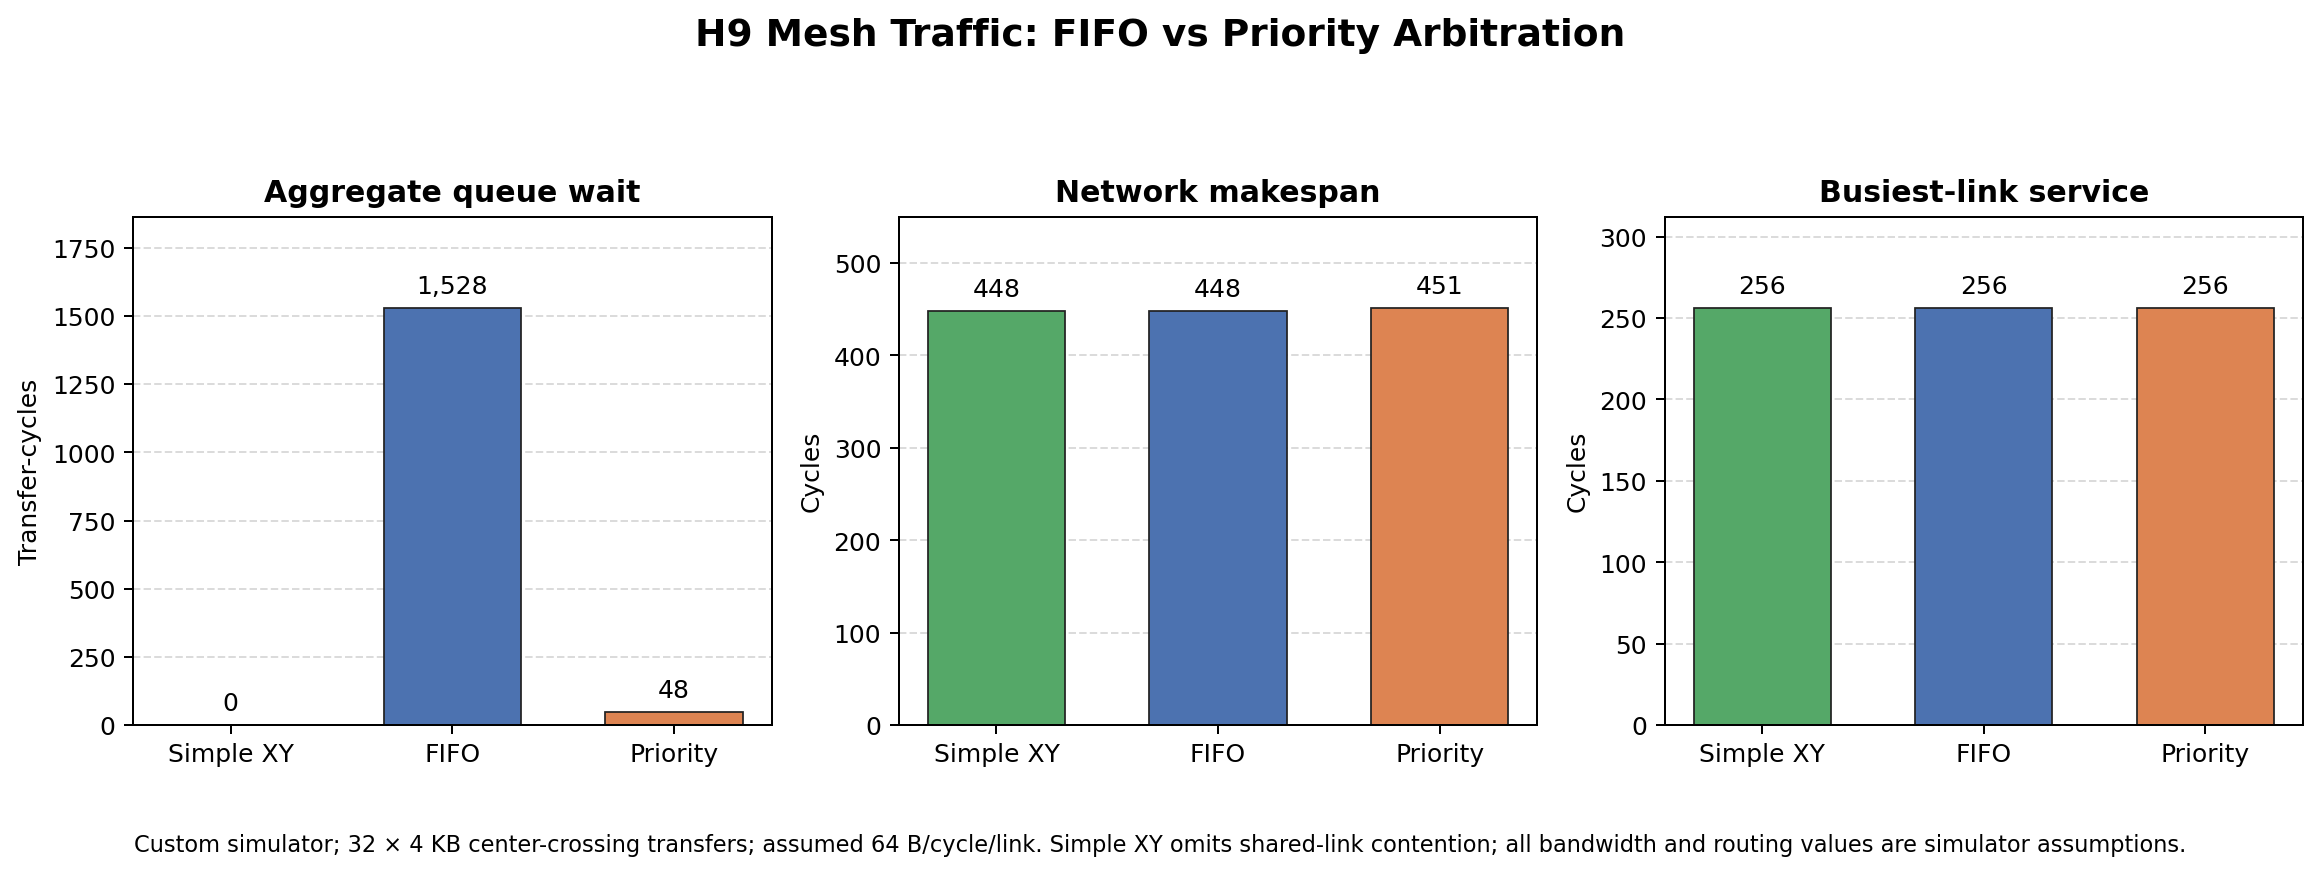 H9 Mesh Traffic: FIFO vs Priority Arbitration
Aggregate queue wait
Transfer-cycles
1750
1500
1250
1000
750
500
250
0
0
1,528
48
Simple XY
FIFO
Priority
Network makespan
Cycles
500
400
300
200
100
0
448
448
451
Simple XY
FIFO
Priority
Busiest-link service
Cycles
300
250
200
150
100
50
0
256
256
256
Simple XY
FIFO
Priority
Custom simulator; 32 × 4 KB center-crossing transfers; assumed 64 B/cycle/link. Simple XY omits shared-link contention; all bandwidth and routing values are simulator assumptions.